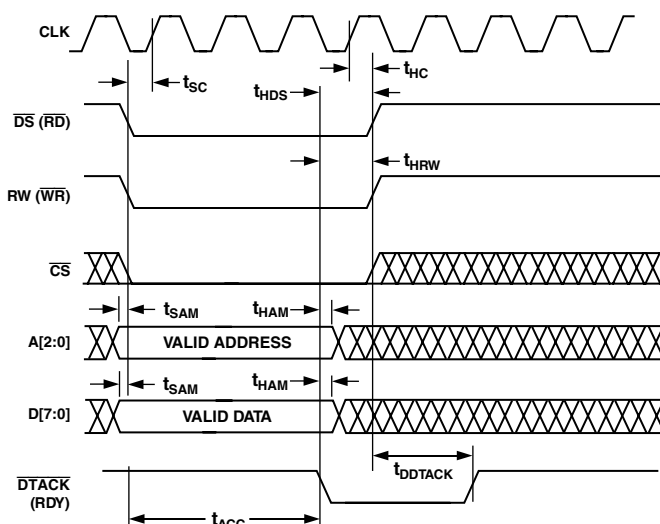 CLK
tSC
tHC
tHDS
DS (RD)
tHRW
RW (WR)
CS
tSAM
tHAM
A[2:0]
VALID ADDRESS
tSAM
tHAM
D[7:0]
VALID DATA
tDDTACK
DTACK
(RDY)
tACC